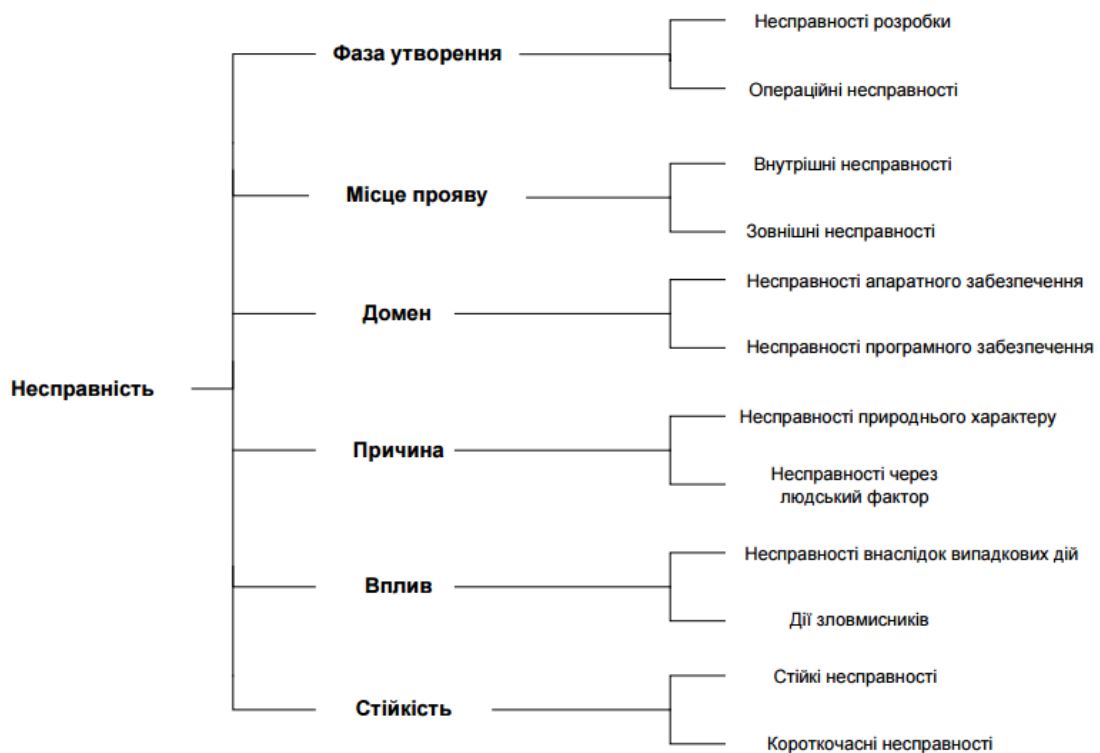 Несправності розробки
Фаза утворення
Операційні несправності
Внутрішні несправності
Місце прояву
Зовнішні несправності
Несправності апаратного забезпечення
Домен
Несправності програмного забезпечення
Несправність
Несправності природнього характеру
Причина
Несправності через
людський фактор
Несправності внаслідок випадкових дій
Вплив
Дії зловмисників
Стійкі несправності
Стійкість
Короткочасні несправності